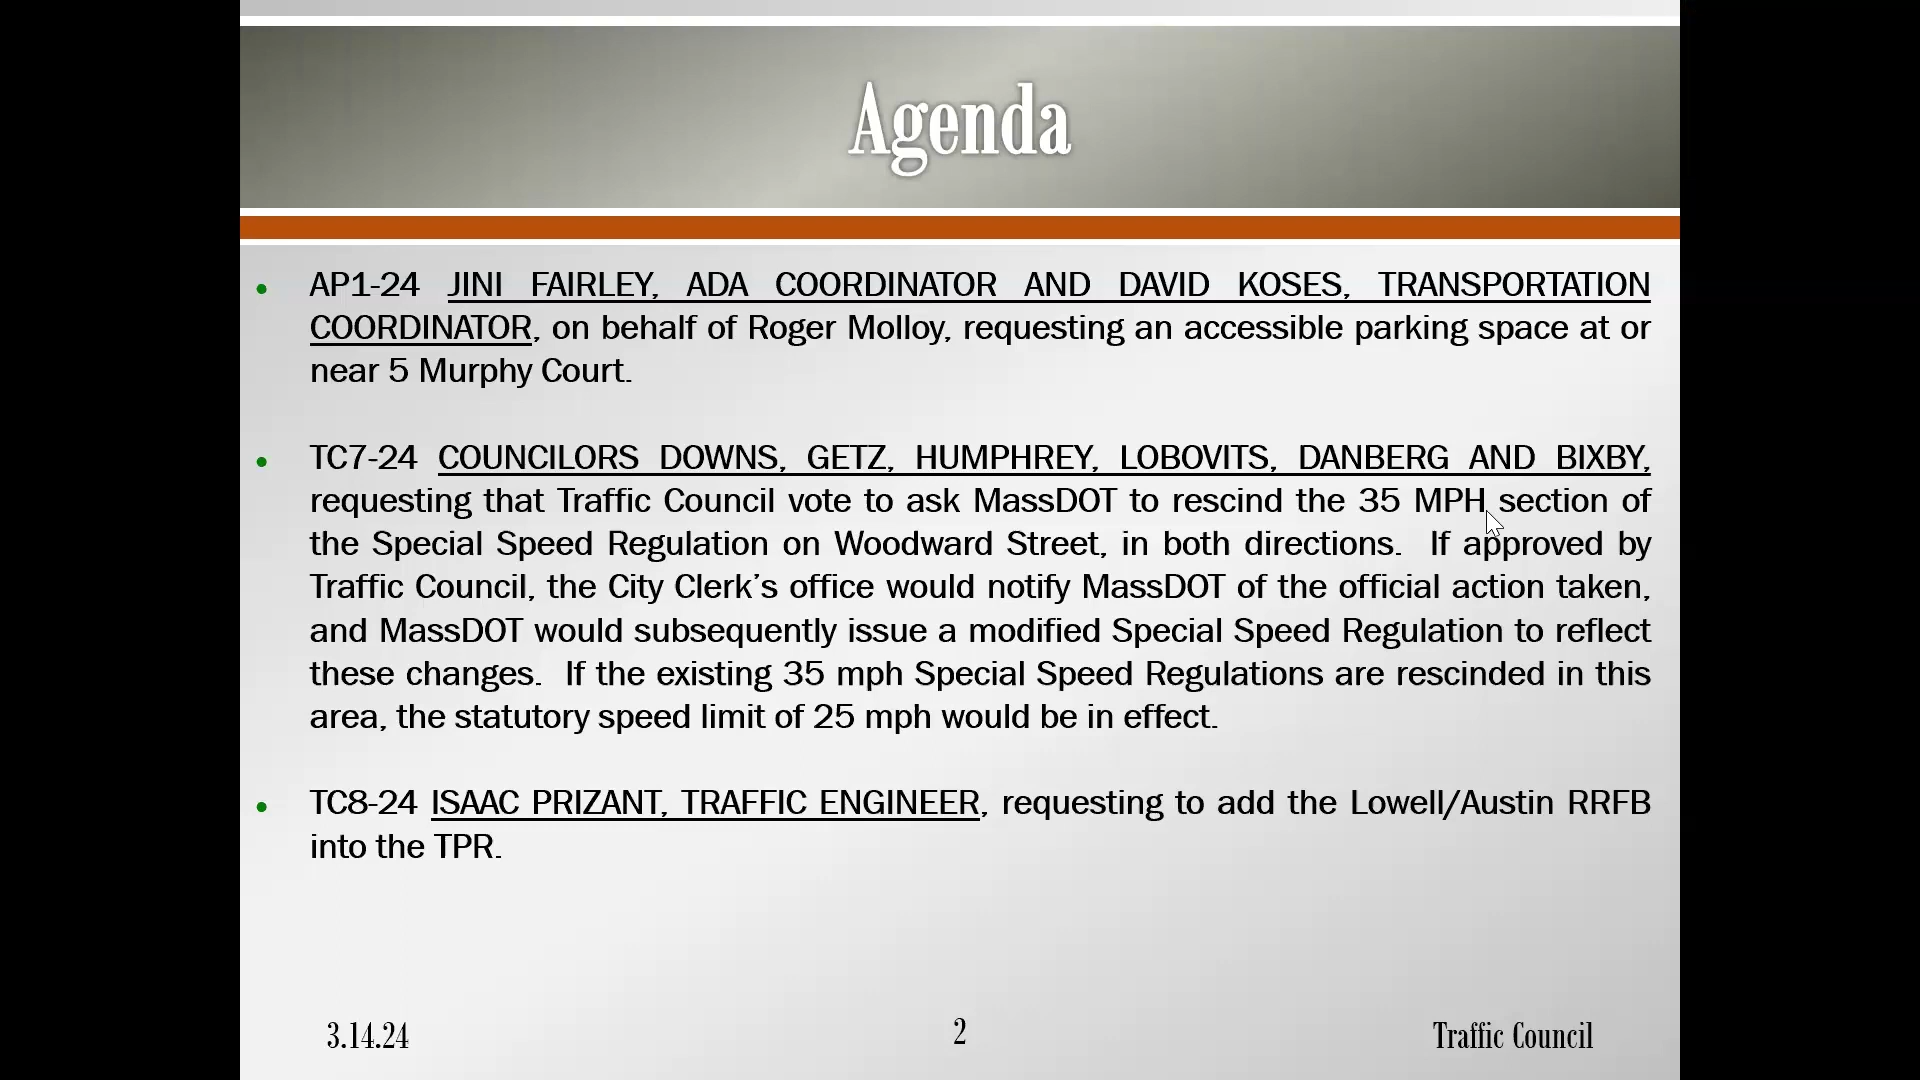 Agenda
• AP1-24 JINI FAIRLEY, ADA COORDINATOR AND DAVID KOSES, TRANSPORTATION
COORDINATOR, on behalf of Roger Molloy, requesting an accessible parking space at or
near 5 Murphy Court.
• TC7-24 COUNCILORS DOWNS, GETZ, HUMPHREY, LOBOVITS, DANBERG AND BIXBY,
requesting that Traffic Council vote to ask MassDOT to rescind the 35 MPH section of
the Special Speed Regulation on Woodward Street, in both directions.  If approved by
Traffic Council, the City Clerk’s office would notify MassDOT of the official action taken,
and MassDOT would subsequently issue a modified Special Speed Regulation to reflect
these changes.  If the existing 35 mph Special Speed Regulations are rescinded in this
area, the statutory speed limit of 25 mph would be in effect.
• TC8-24 ISAAC PRIZANT, TRAFFIC ENGINEER, requesting to add the Lowell/Austin RRFB
into the TPR.
3.14.24
2
Traffic Council